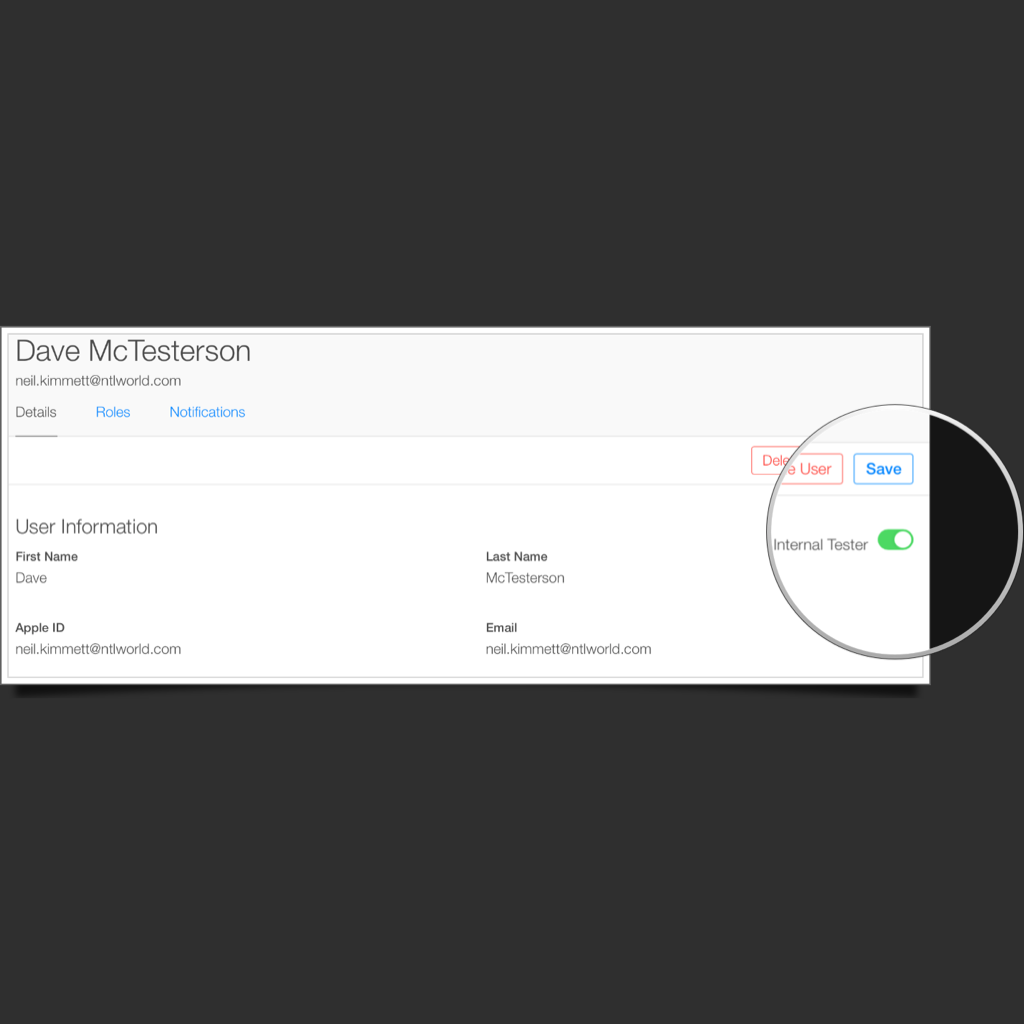 Dave McTesterson
neil.kimmett@ntlworld.com
Details Roles Notifications
Dele e User Save
User Information
Internal Tester
First Name Last Name
Dave McTesterson
Apple ID Email
neil.kimmett@ntlworld.com neil.kimmett@ntlworld.com